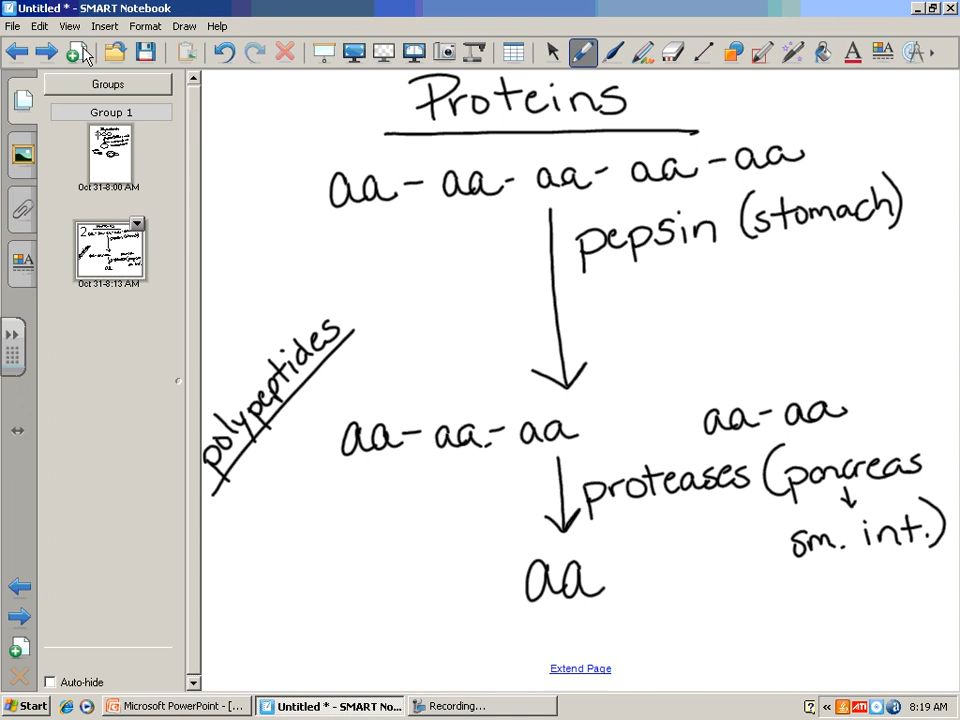 Untitled * - SMART Notebook
File Edit View Insert Format Draw Help
Groups
Group 1
Oct 31-8:00 AM
Oct 31-8:13 AM
Proteins
aa - aa - aa - aa - aa
pepsin (stomach)
polypeptides
aa - aa - aa
aa - aa
proteases (pancreas
sm. int.)
aa
Extend Page
Auto-hide
Start
Microsoft PowerPoint - [...
Untitled * - SMART No...
Recording...
8:19 AM